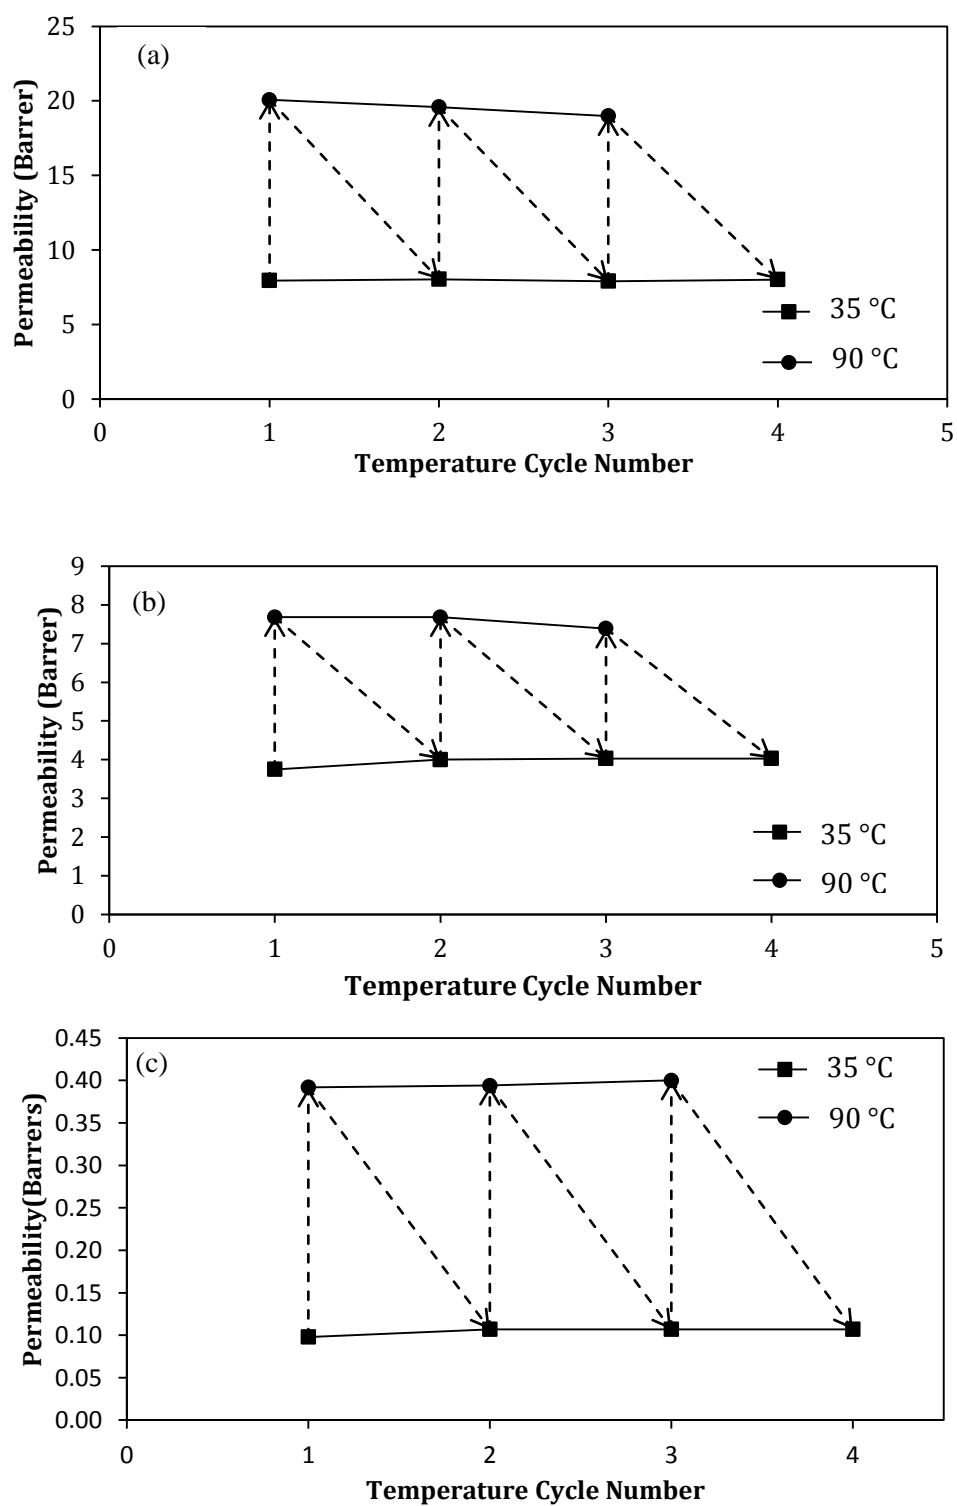 25
(a)
20
15
10
5
0
Permeability (Barrer)
35 °C
90 °C
0 1 2 3 4 5
Temperature Cycle Number
9
(b)
8
7
6
5
4
3
2
1
0
Permeability (Barrer)
35 °C
90 °C
0 1 2 3 4 5
Temperature Cycle Number
0.45
(c)
0.40
0.35
0.30
0.25
0.20
0.15
0.10
0.05
0.00
Permeability(Barrers)
35 °C
90 °C
0 1 2 3 4
Temperature Cycle Number